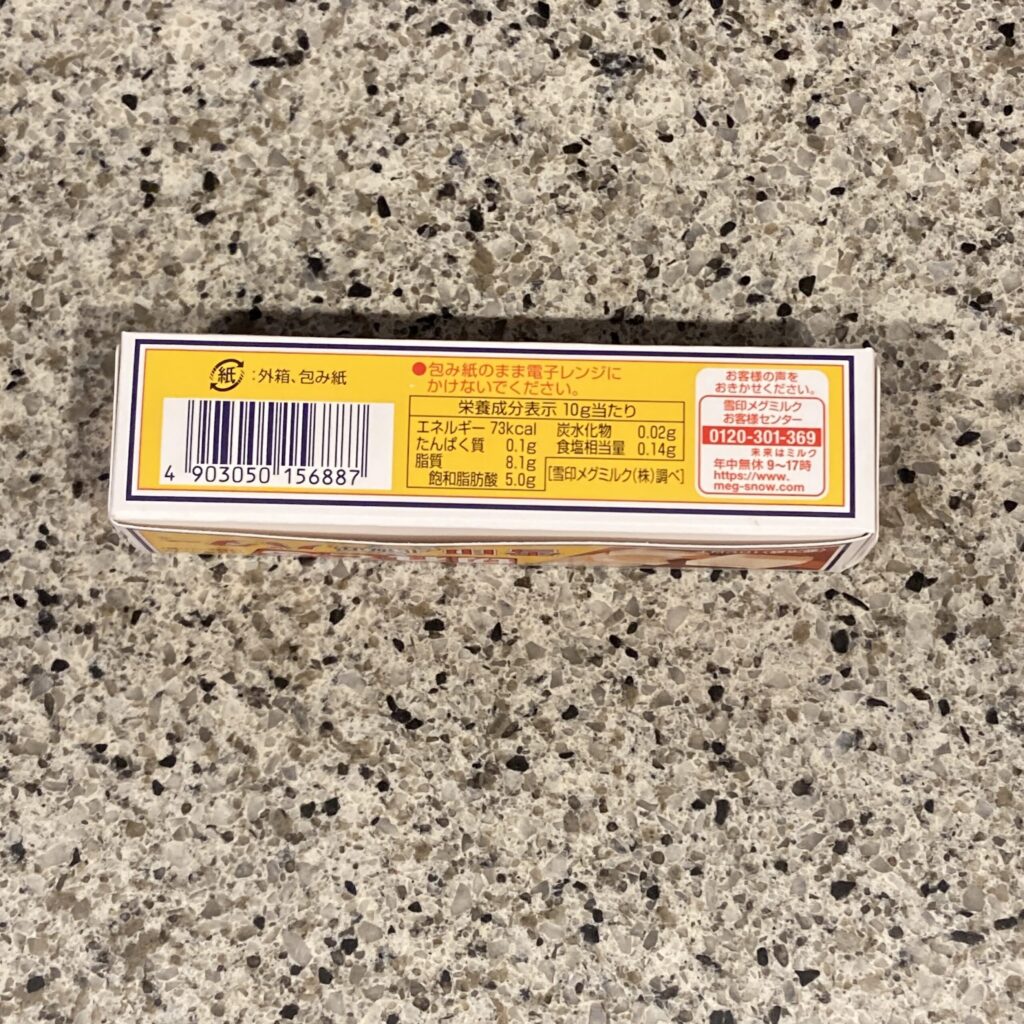 紙:外箱、包み紙
4 903050 156887
●包み紙のまま電子レンジに
かけないでください。
栄養成分表示 10g当たり
エネルギー 73kcal
たんぱく質 0.1g
脂質 8.1g
飽和脂肪酸 5.0g
炭水化物 0.02g
食塩相当量 0.14g
[雪印メグミルク(株)調べ]
お客様の声を
おきかせください。
雪印メグミルク
お客様センター
0120-301-369
未来はミルク
年中無休 9~17時
https://www.
meg-snow.com